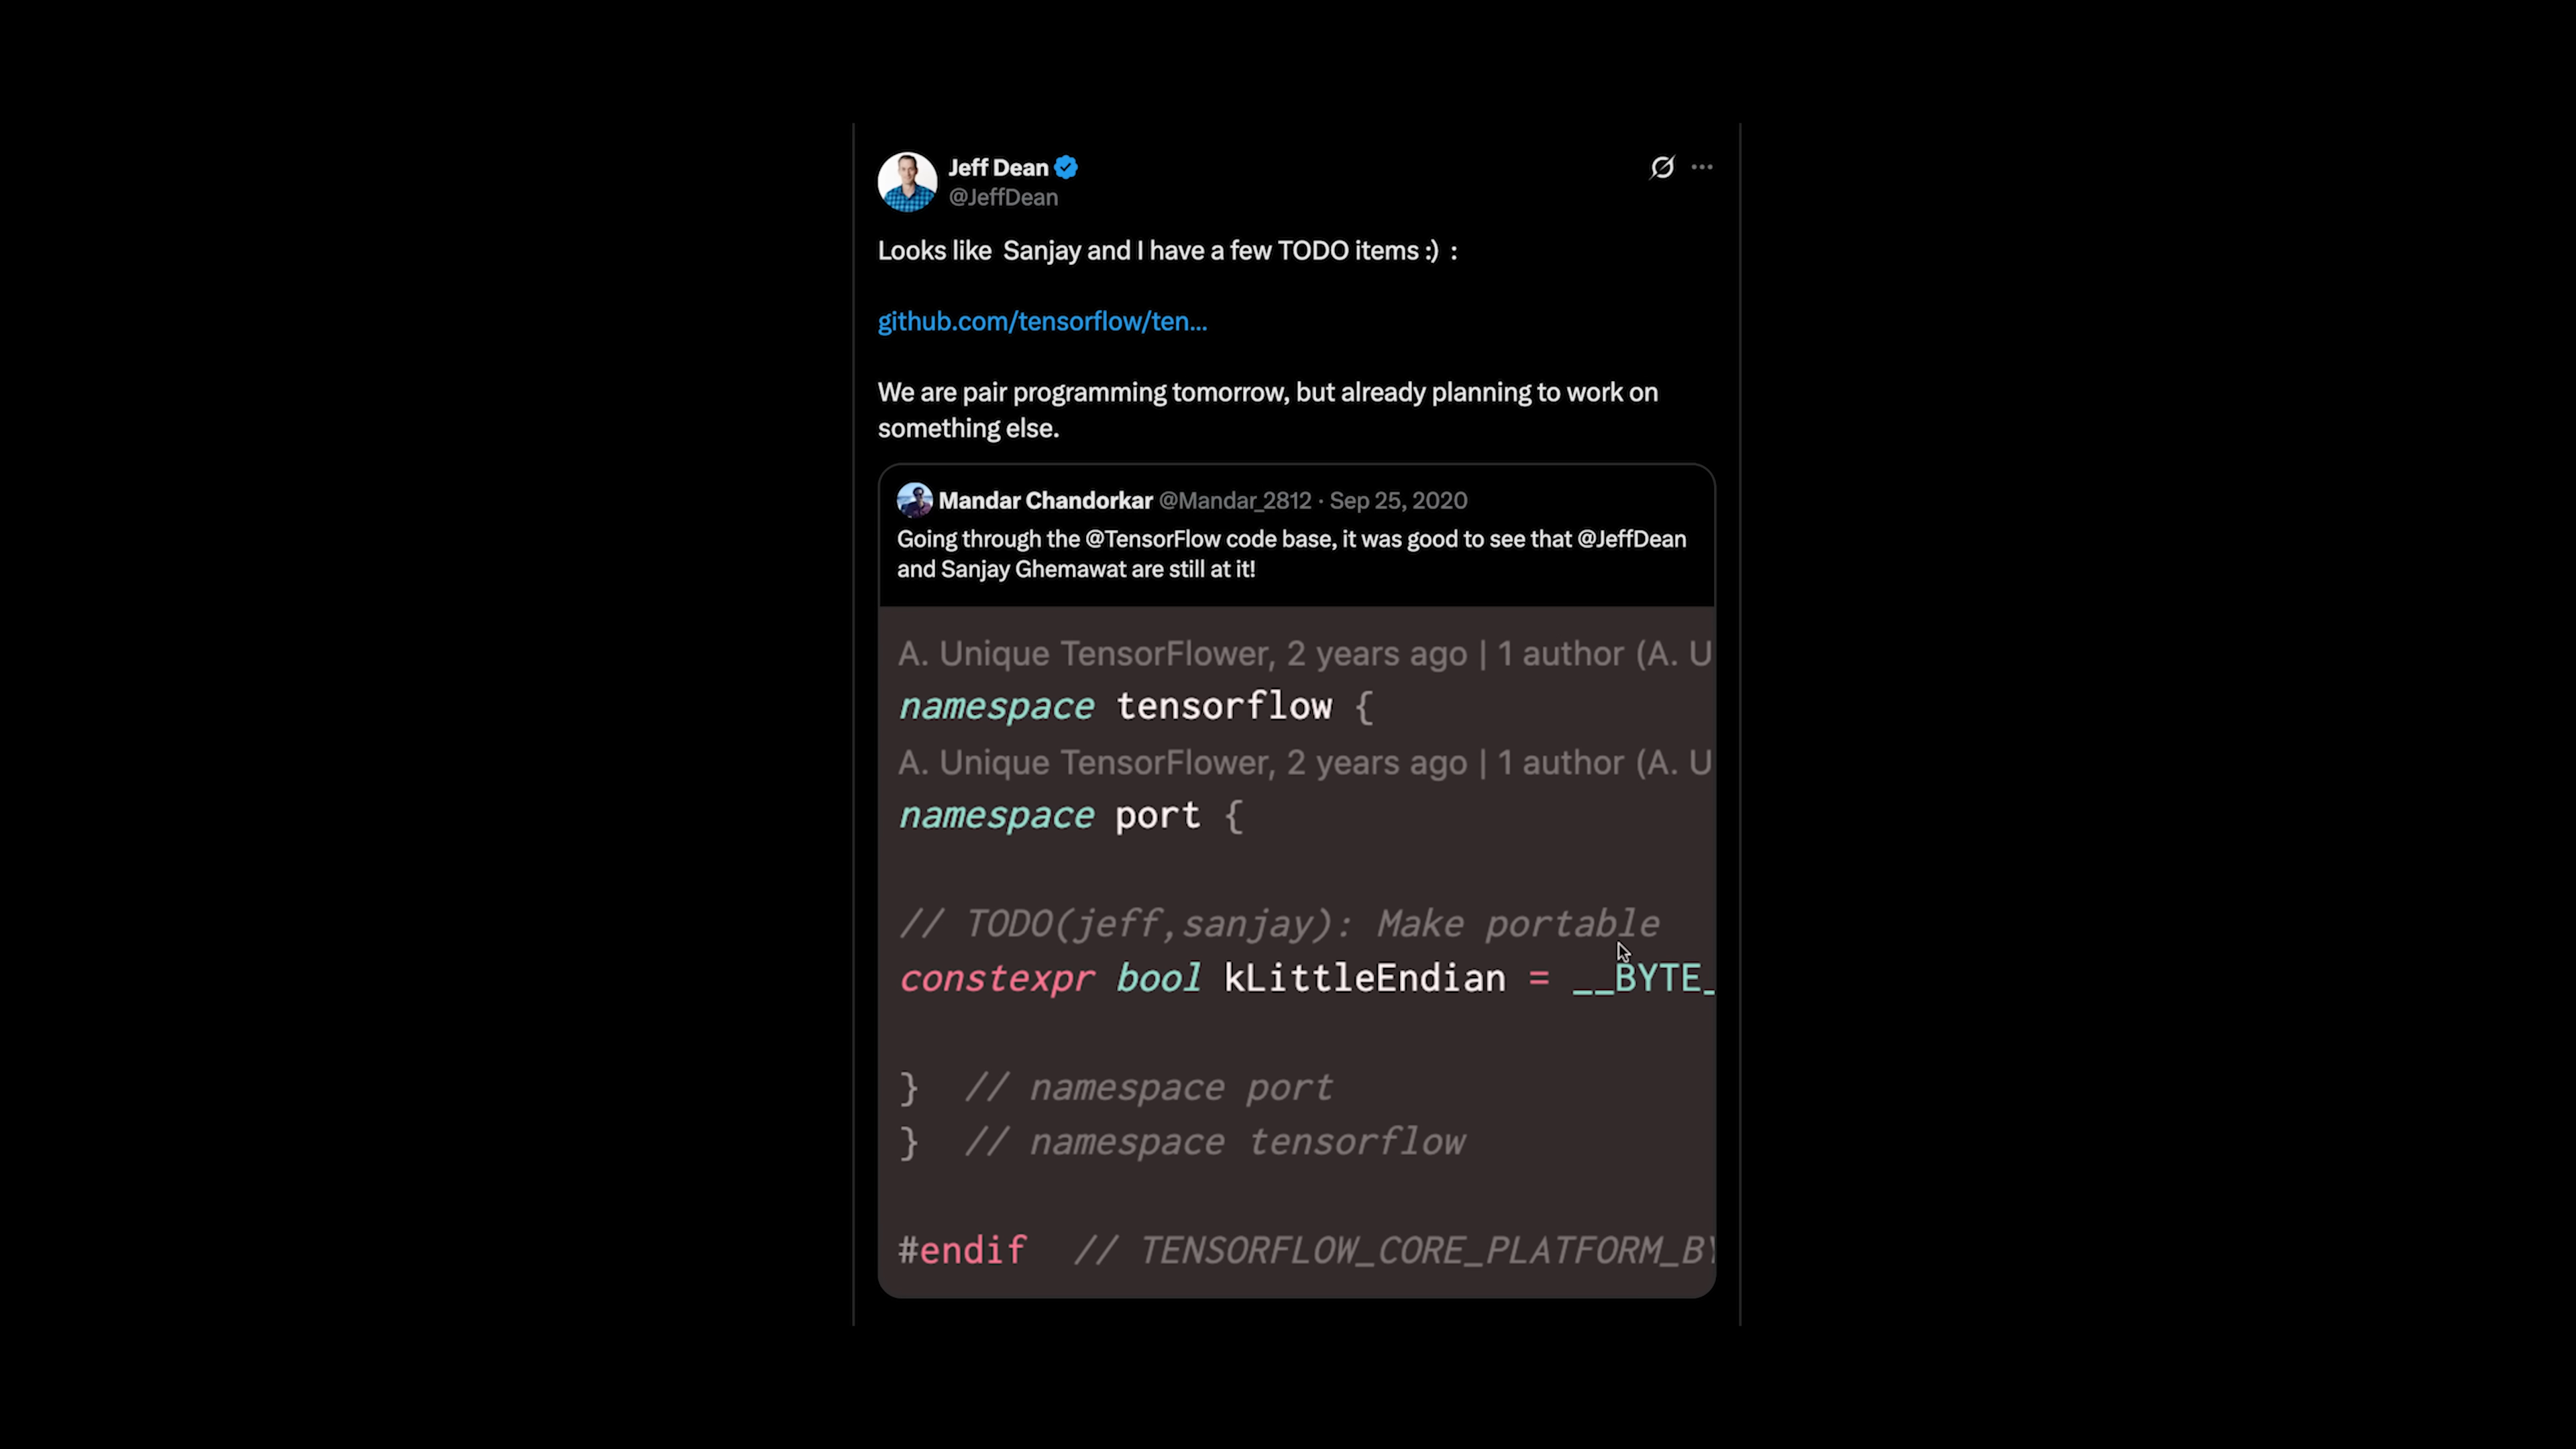 Jeff Dean
@JeffDean
Looks like  Sanjay and I have a few TODO items :)  :
github.com/tensorflow/ten...
We are pair programming tomorrow, but already planning to work on
something else.
Mandar Chandorkar @Mandar_2812 · Sep 25, 2020
Going through the @TensorFlow code base, it was good to see that @JeffDean
and Sanjay Ghemawat are still at it!
A. Unique TensorFlower, 2 years ago | 1 author (A. U
namespace tensorflow {
A. Unique TensorFlower, 2 years ago | 1 author (A. U
namespace port {
// TODO(jeff,sanjay): Make portable
constexpr bool kLittleEndian = __BYTE_
}  // namespace port
}  // namespace tensorflow
#endif  // TENSORFLOW_CORE_PLATFORM_BY